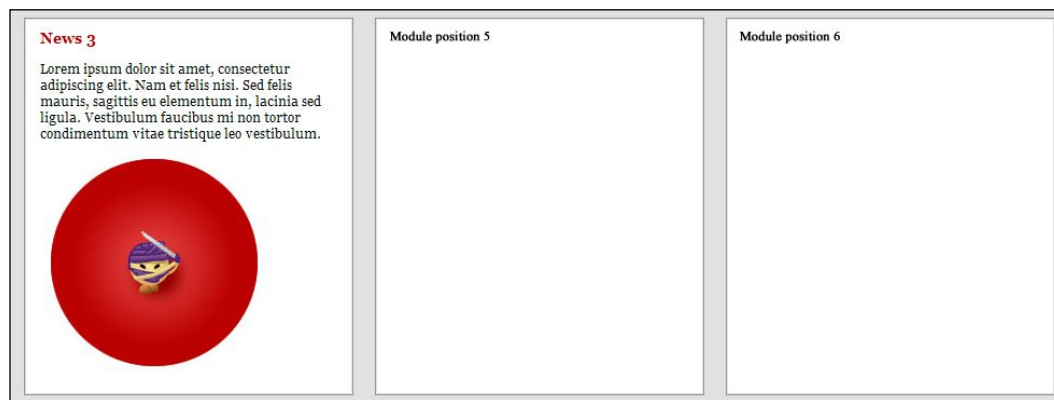 News 3
Lorem ipsum dolor sit amet, consectetur
adipiscing elit. Nam et felis nisi. Sed felis
mauris, sagittis eu elementum in, lacinia sed
ligula. Vestibulum faucibus mi non tortor
condimentum vitae tristique leo vestibulum.
Module position 5
Module position 6